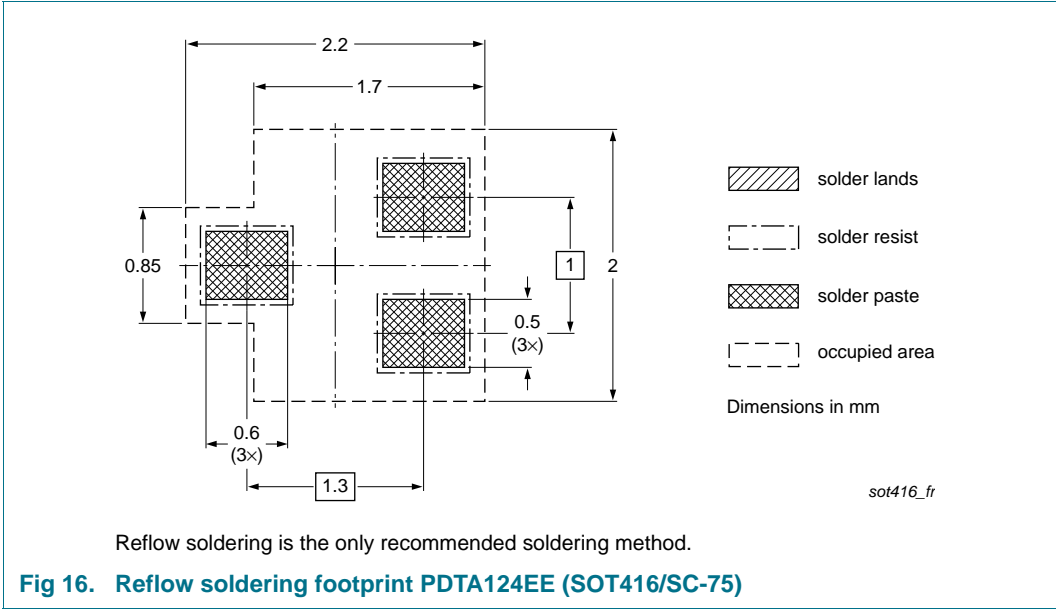 2.2
1.7
solder lands
solder resist
0.85
1
2
solder paste
0.5
(3×)
occupied area
Dimensions in mm
0.6
(3×)
1.3
sot416_fr
Reflow soldering is the only recommended soldering method.
Fig 16. Reflow soldering footprint PDTA124EE (SOT416/SC-75)